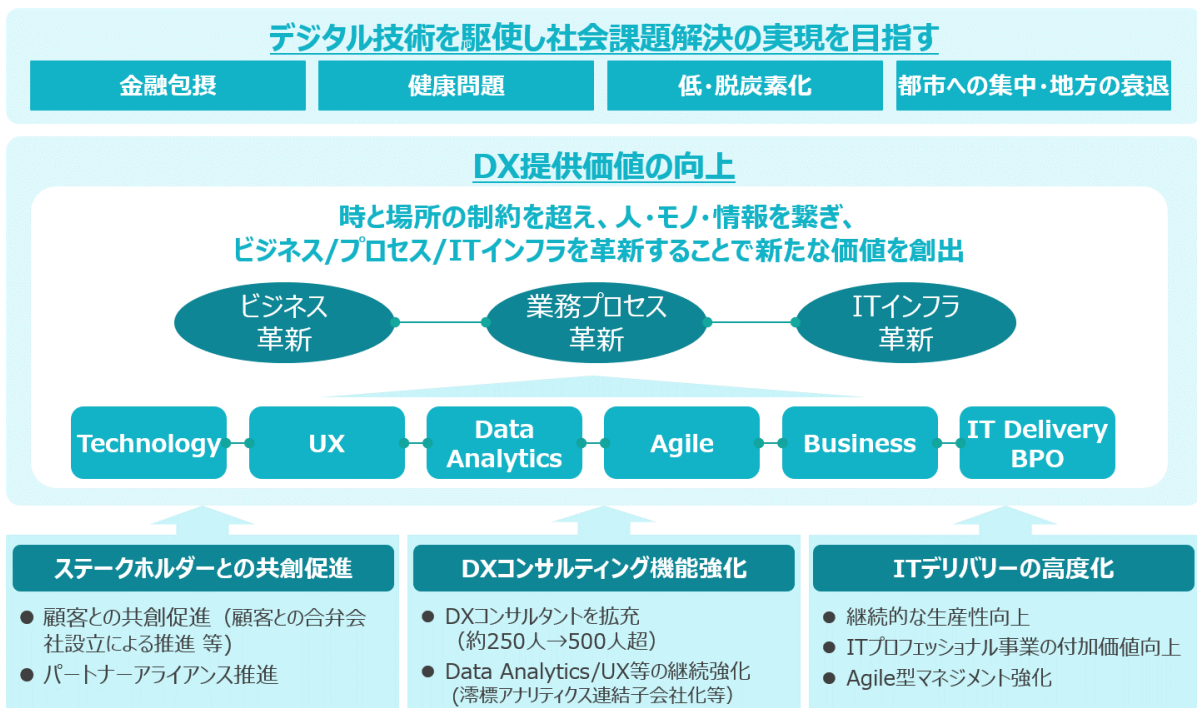 デジタル技術を駆使し社会課題解決の実現を目指す
金融包摂
健康問題
低・脱炭素化
都市への集中・地方の衰退
DX提供価値の向上
時と場所の制約を超え、人・モノ・情報を繋ぎ、
ビジネス/プロセス/ITインフラを革新することで新たな価値を創出
ビジネス
革新
業務プロセス
革新
ITインフラ
革新
Technology
UX
Data
Analytics
Agile
Business
IT Delivery
BPO
ステークホルダーとの共創促進
● 顧客との共創促進（顧客との合弁会
社設立による推進 等）
● パートナーアライアンス推進
DXコンサルティング機能強化
● DXコンサルタントを拡充
（約250人→500人超）
● Data Analytics/UX等の継続強化
（澪標アナリティクス連結子会社化等）
ITデリバリーの高度化
● 継続的な生産性向上
● ITプロフェッショナル事業の付加価値向上
● Agile型マネジメント強化